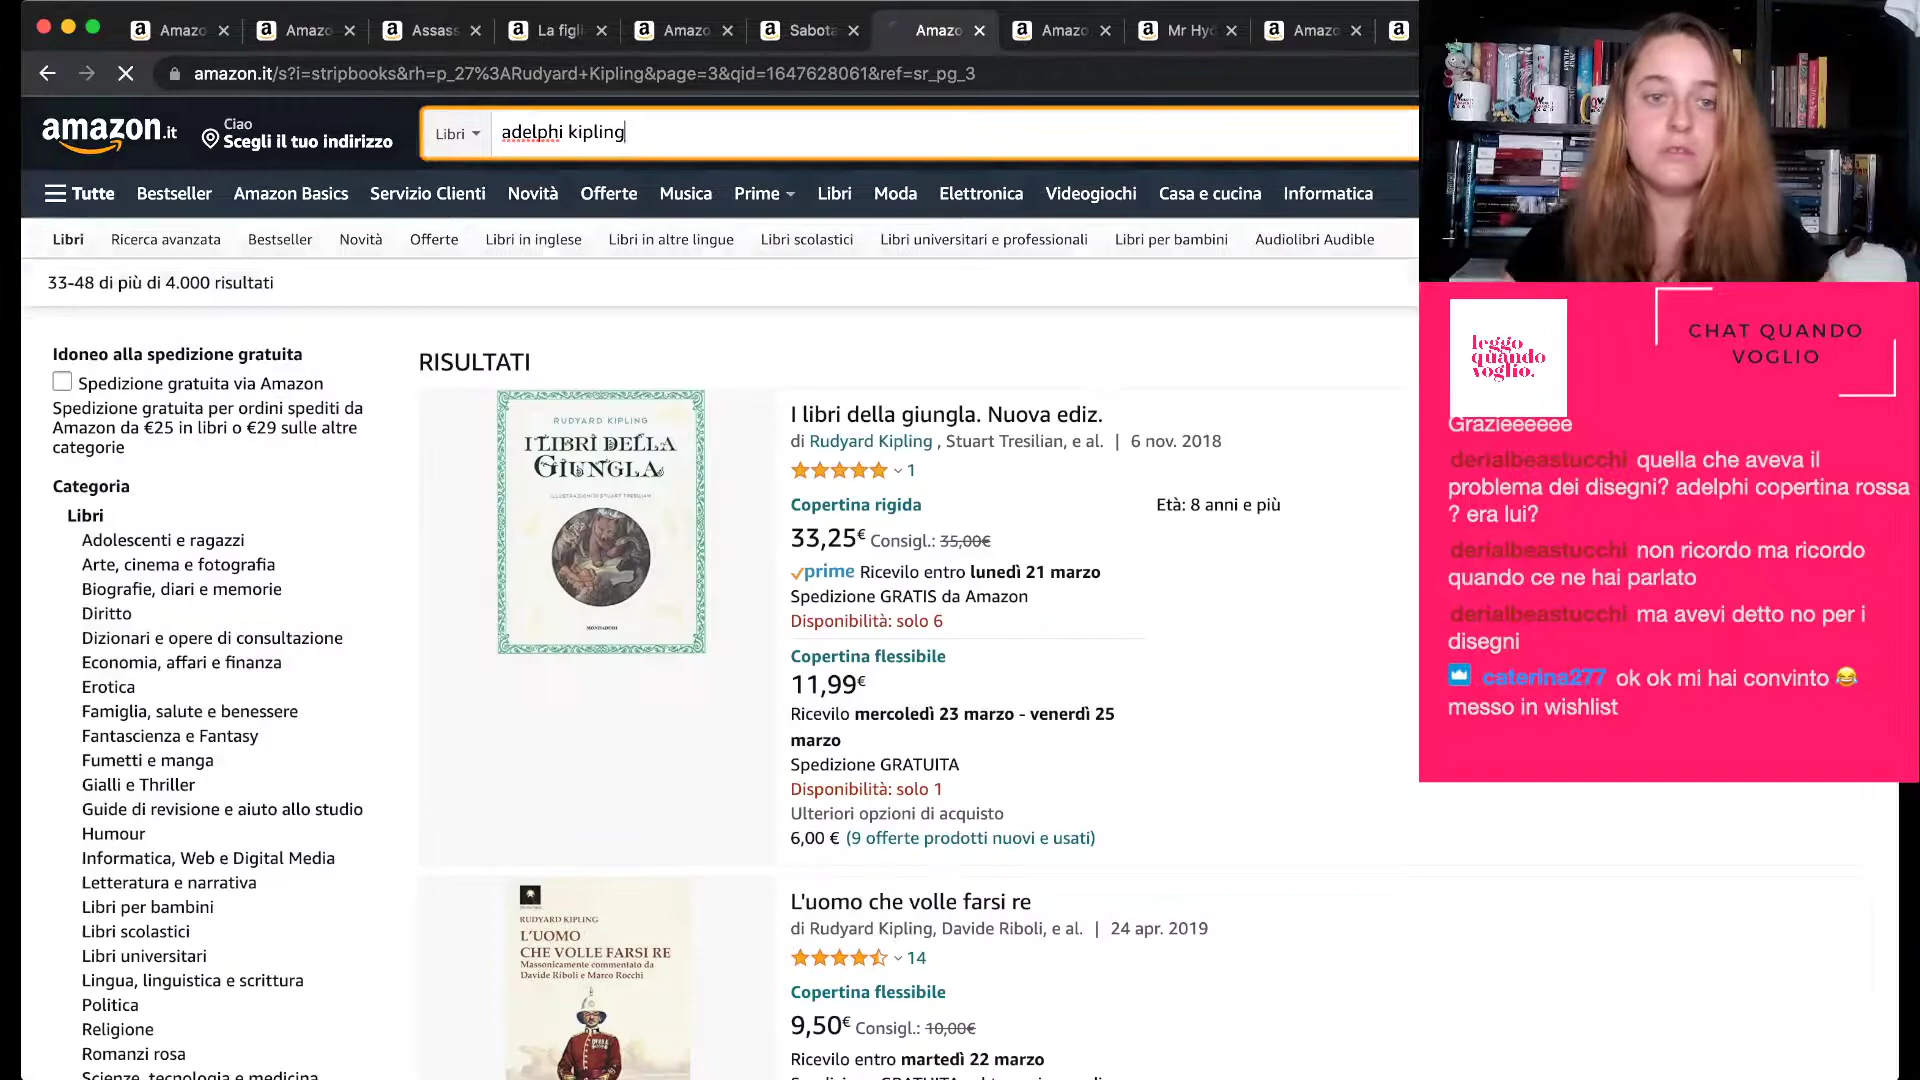 Amazo
Amazo
Assass
La figli
Amazo
Sabota
Amazo
Amazo
Mr Hyd
Amazo
amazon.it/s?i=stripbooks&rh=p_27%3ARudyard+Kipling&page=3&qid=1647628061&ref=sr_pg_3
amazon.it
Ciao
Scegli il tuo indirizzo
Libri
adelphi kipling
Tutte
Bestseller
Amazon Basics
Servizio Clienti
Novità
Offerte
Musica
Prime
Libri
Moda
Elettronica
Videogiochi
Casa e cucina
Informatica
Libri
Ricerca avanzata
Bestseller
Novità
Offerte
Libri in inglese
Libri in altre lingue
Libri scolastici
Libri universitari e professionali
Libri per bambini
Audiolibri Audible
33-48 di più di 4.000 risultati
Idoneo alla spedizione gratuita
Spedizione gratuita via Amazon
Spedizione gratuita per ordini spediti da
Amazon da €25 in libri o €29 sulle altre
categorie
Categoria
Libri
Adolescenti e ragazzi
Arte, cinema e fotografia
Biografie, diari e memorie
Diritto
Dizionari e opere di consultazione
Economia, affari e finanza
Erotica
Famiglia, salute e benessere
Fantascienza e Fantasy
Fumetti e manga
Gialli e Thriller
Guide di revisione e aiuto allo studio
Humour
Informatica, Web e Digital Media
Letteratura e narrativa
Libri per bambini
Libri scolastici
Libri universitari
Lingua, linguistica e scrittura
Politica
Religione
Romanzi rosa
Scienze, tecnologia e medicina
RISULTATI
RUDYARD KIPLING
I LIBRI DELLA
GIUNGLA
ILLUSTRAZIONI DI STUART TRESILIAN
MONDADORI
I libri della giungla. Nuova ediz.
di Rudyard Kipling , Stuart Tresilian, e al. | 6 nov. 2018
1
Copertina rigida
Età: 8 anni e più
33,25€ Consigl.: 35,00€
prime Ricevilo entro lunedì 21 marzo
Spedizione GRATIS da Amazon
Disponibilità: solo 6
Copertina flessibile
11,99€
Ricevilo mercoledì 23 marzo - venerdì 25
marzo
Spedizione GRATUITA
Disponibilità: solo 1
Ulteriori opzioni di acquisto
6,00 € (9 offerte prodotti nuovi e usati)
RUDYARD KIPLING
L'UOMO
CHE VOLLE FARSI RE
Massonicamente commentato da
Davide Riboli e Marco Rocchi
L'uomo che volle farsi re
di Rudyard Kipling, Davide Riboli, e al. | 24 apr. 2019
14
Copertina flessibile
9,50€ Consigl.: 10,00€
Ricevilo entro martedì 22 marzo
leggo
quando
voglio.
CHAT QUANDO
VOGLIO
Grazieeeeee
derialbeastucchi quella che aveva il
problema dei disegni? adelphi copertina rossa
? era lui?
derialbeastucchi non ricordo ma ricordo
quando ce ne hai parlato
derialbeastucchi ma avevi detto no per i
disegni
caterina277 ok ok mi hai convinto 😂
messo in wishlist